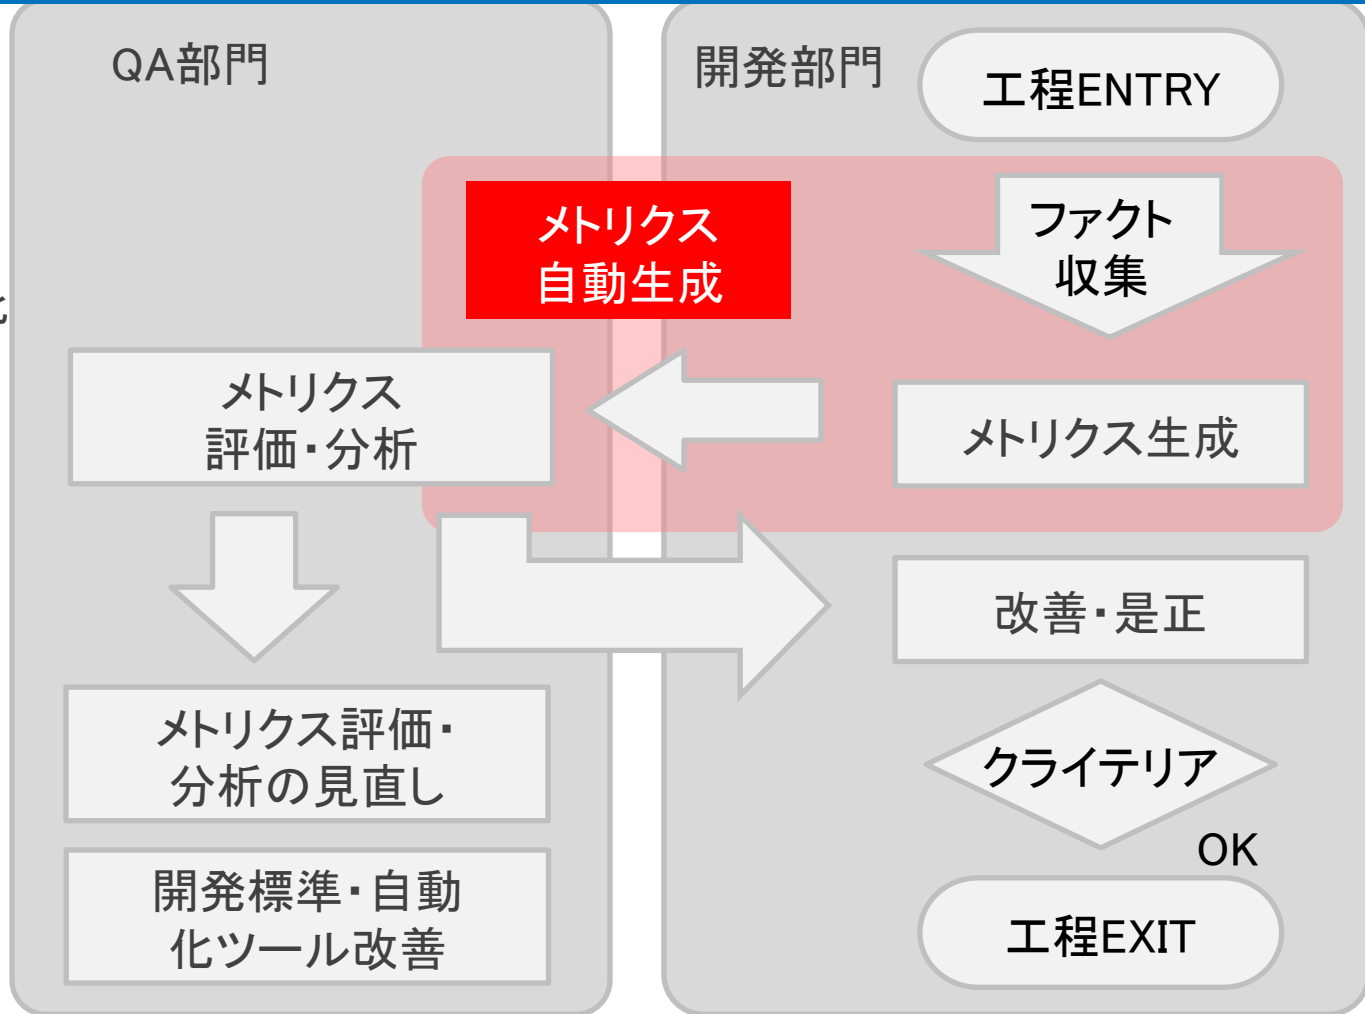 QA部門
開発部門
工程ENTRY
メトリクス
自動生成
ファクト
収集
メトリクス
評価・分析
メトリクス生成
改善・是正
メトリクス評価・
分析の見直し
クライテリア
OK
開発標準・自動
化ツール改善
工程EXIT